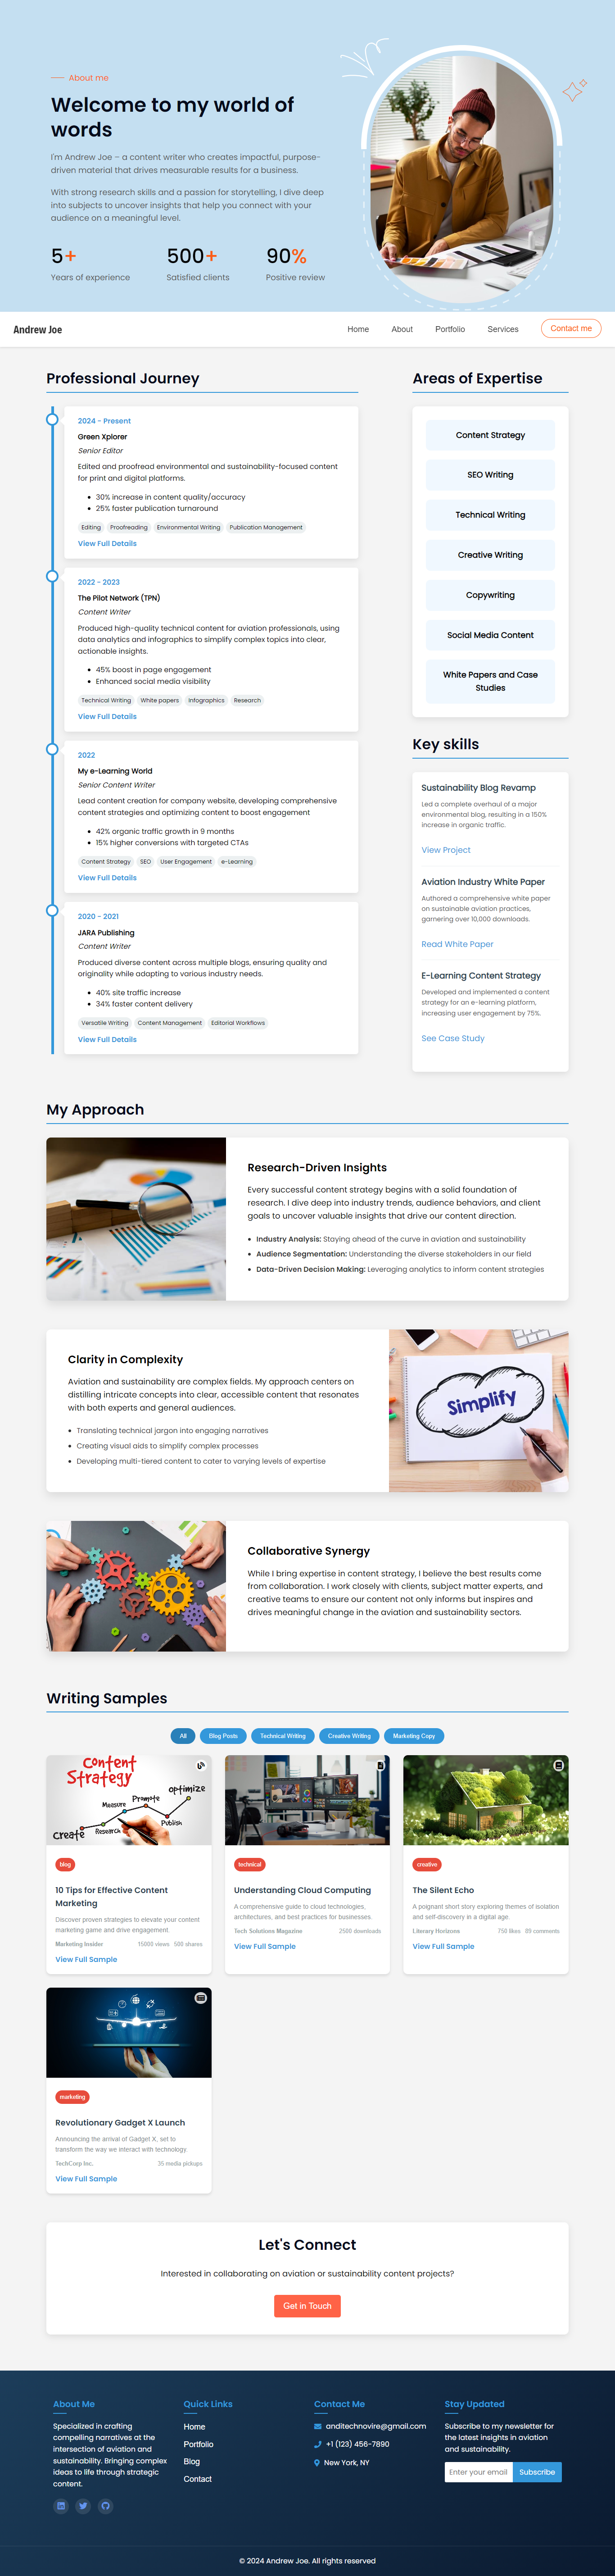 About me
Welcome to my world of
words
I'm Andrew Joe – a content writer who creates impactful, purpose-
driven material that drives measurable results for a business.
With strong research skills and a passion for storytelling, I dive deep
into subjects to uncover insights that help you connect with your
audience on a meaningful level.
5+
500+
90%
Years of experience
Satisfied clients
Positive review
Andrew Joe
Home
About
Portfolio
Services
Contact me
Professional Journey
2024 - Present
Green Xplorer
Senior Editor
Edited and proofread environmental and sustainability-focused content
for print and digital platforms.
30% increase in content quality/accuracy
25% faster publication turnaround
Editing
Proofreading
Environmental Writing
Publication Management
View Full Details
2022 - 2023
The Pilot Network (TPN)
Content Writer
Produced high-quality technical content for aviation professionals, using
data analytics and infographics to simplify complex topics into clear,
actionable insights.
45% boost in page engagement
Enhanced social media visibility
Technical Writing
White papers
Infographics
Research
View Full Details
2022
My e-Learning World
Senior Content Writer
Lead content creation for company website, developing comprehensive
content strategies and optimizing content to boost engagement
42% organic traffic growth in 9 months
15% higher conversions with targeted CTAs
Content Strategy
SEO
User Engagement
e-Learning
View Full Details
2020 - 2021
JARA Publishing
Content Writer
Produced diverse content across multiple blogs, ensuring quality and
originality while adapting to various industry needs.
40% site traffic increase
34% faster content delivery
Versatile Writing
Content Management
Editorial Workflows
View Full Details
Areas of Expertise
Content Strategy
SEO Writing
Technical Writing
Creative Writing
Copywriting
Social Media Content
White Papers and Case
Studies
Key skills
Sustainability Blog Revamp
Led a complete overhaul of a major
environmental blog, resulting in a 150%
increase in organic traffic.
View Project
Aviation Industry White Paper
Authored a comprehensive white paper
on sustainable aviation practices,
garnering over 10,000 downloads.
Read White Paper
E-Learning Content Strategy
Developed and implemented a content
strategy for an e-learning platform,
increasing user engagement by 75%.
See Case Study
My Approach
Research-Driven Insights
Every successful content strategy begins with a solid foundation of
research. I dive deep into industry trends, audience behaviors, and client
goals to uncover valuable insights that drive our content direction.
Industry Analysis: Staying ahead of the curve in aviation and sustainability
Audience Segmentation: Understanding the diverse stakeholders in our field
Data-Driven Decision Making: Leveraging analytics to inform content strategies
Clarity in Complexity
Aviation and sustainability are complex fields. My approach centers on
distilling intricate concepts into clear, accessible content that resonates
with both experts and general audiences.
Translating technical jargon into engaging narratives
Creating visual aids to simplify complex processes
Developing multi-tiered content to cater to varying levels of expertise
Simplify
Collaborative Synergy
While I bring expertise in content strategy, I believe the best results come
from collaboration. I work closely with clients, subject matter experts, and
creative teams to ensure our content not only informs but inspires and
drives meaningful change in the aviation and sustainability sectors.
Writing Samples
All
Blog Posts
Technical Writing
Creative Writing
Marketing Copy
Content
Strategy
Create
Research
Measure
Promote
Publish
optimize
blog
10 Tips for Effective Content
Marketing
Discover proven strategies to elevate your content
marketing game and drive engagement.
Marketing Insider
15000 views
500 shares
View Full Sample
technical
Understanding Cloud Computing
A comprehensive guide to cloud technologies,
architectures, and best practices for businesses.
Tech Solutions Magazine
2500 downloads
View Full Sample
creative
The Silent Echo
A poignant short story exploring themes of isolation
and self-discovery in a digital age.
Literary Horizons
750 likes
89 comments
View Full Sample
marketing
Revolutionary Gadget X Launch
Announcing the arrival of Gadget X, set to
transform the way we interact with technology.
TechCorp Inc.
35 media pickups
View Full Sample
Let's Connect
Interested in collaborating on aviation or sustainability content projects?
Get in Touch
About Me
Specialized in crafting
compelling narratives at the
intersection of aviation and
sustainability. Bringing complex
ideas to life through strategic
content.
Quick Links
Home
Portfolio
Blog
Contact
Contact Me
anditechnovire@gmail.com
+1 (123) 456-7890
New York, NY
Stay Updated
Subscribe to my newsletter for
the latest insights in aviation
and sustainability.
Enter your email
Subscribe
© 2024 Andrew Joe. All rights reserved